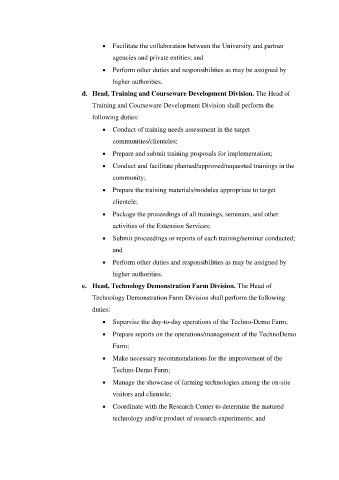 • Facilitate the collaboration between the University and partner
agencies and private entities; and
• Perform other duties and responsibilities as may be assigned by
higher authorities.
d. Head, Training and Courseware Development Division. The Head of
Training and Courseware Development Division shall perform the
following duties:
• Conduct of training needs assessment in the target
communities/clienteles;
• Prepare and submit training proposals for implementation;
• Conduct and facilitate planned/approved/requested trainings in the
community;
• Prepare the training materials/modules appropriate to target
clientele;
• Package the proceedings of all trainings, seminars, and other
activities of the Extension Services;
• Submit proceedings or reports of each training/seminar conducted;
and
• Perform other duties and responsibilities as may be assigned by
higher authorities.
e. Head, Technology Demonstration Farm Division. The Head of
Technology Demonstration Farm Division shall perform the following
duties:
• Supervise the day-to-day operations of the Techno-Demo Farm;
• Prepare reports on the operations/management of the TechnoDemo
Farm;
• Make necessary recommendations for the improvement of the
Techno-Demo Farm;
• Manage the showcase of farming technologies among the on-site
visitors and clientele;
• Coordinate with the Research Center to determine the matured
technology and/or product of research experiments; and